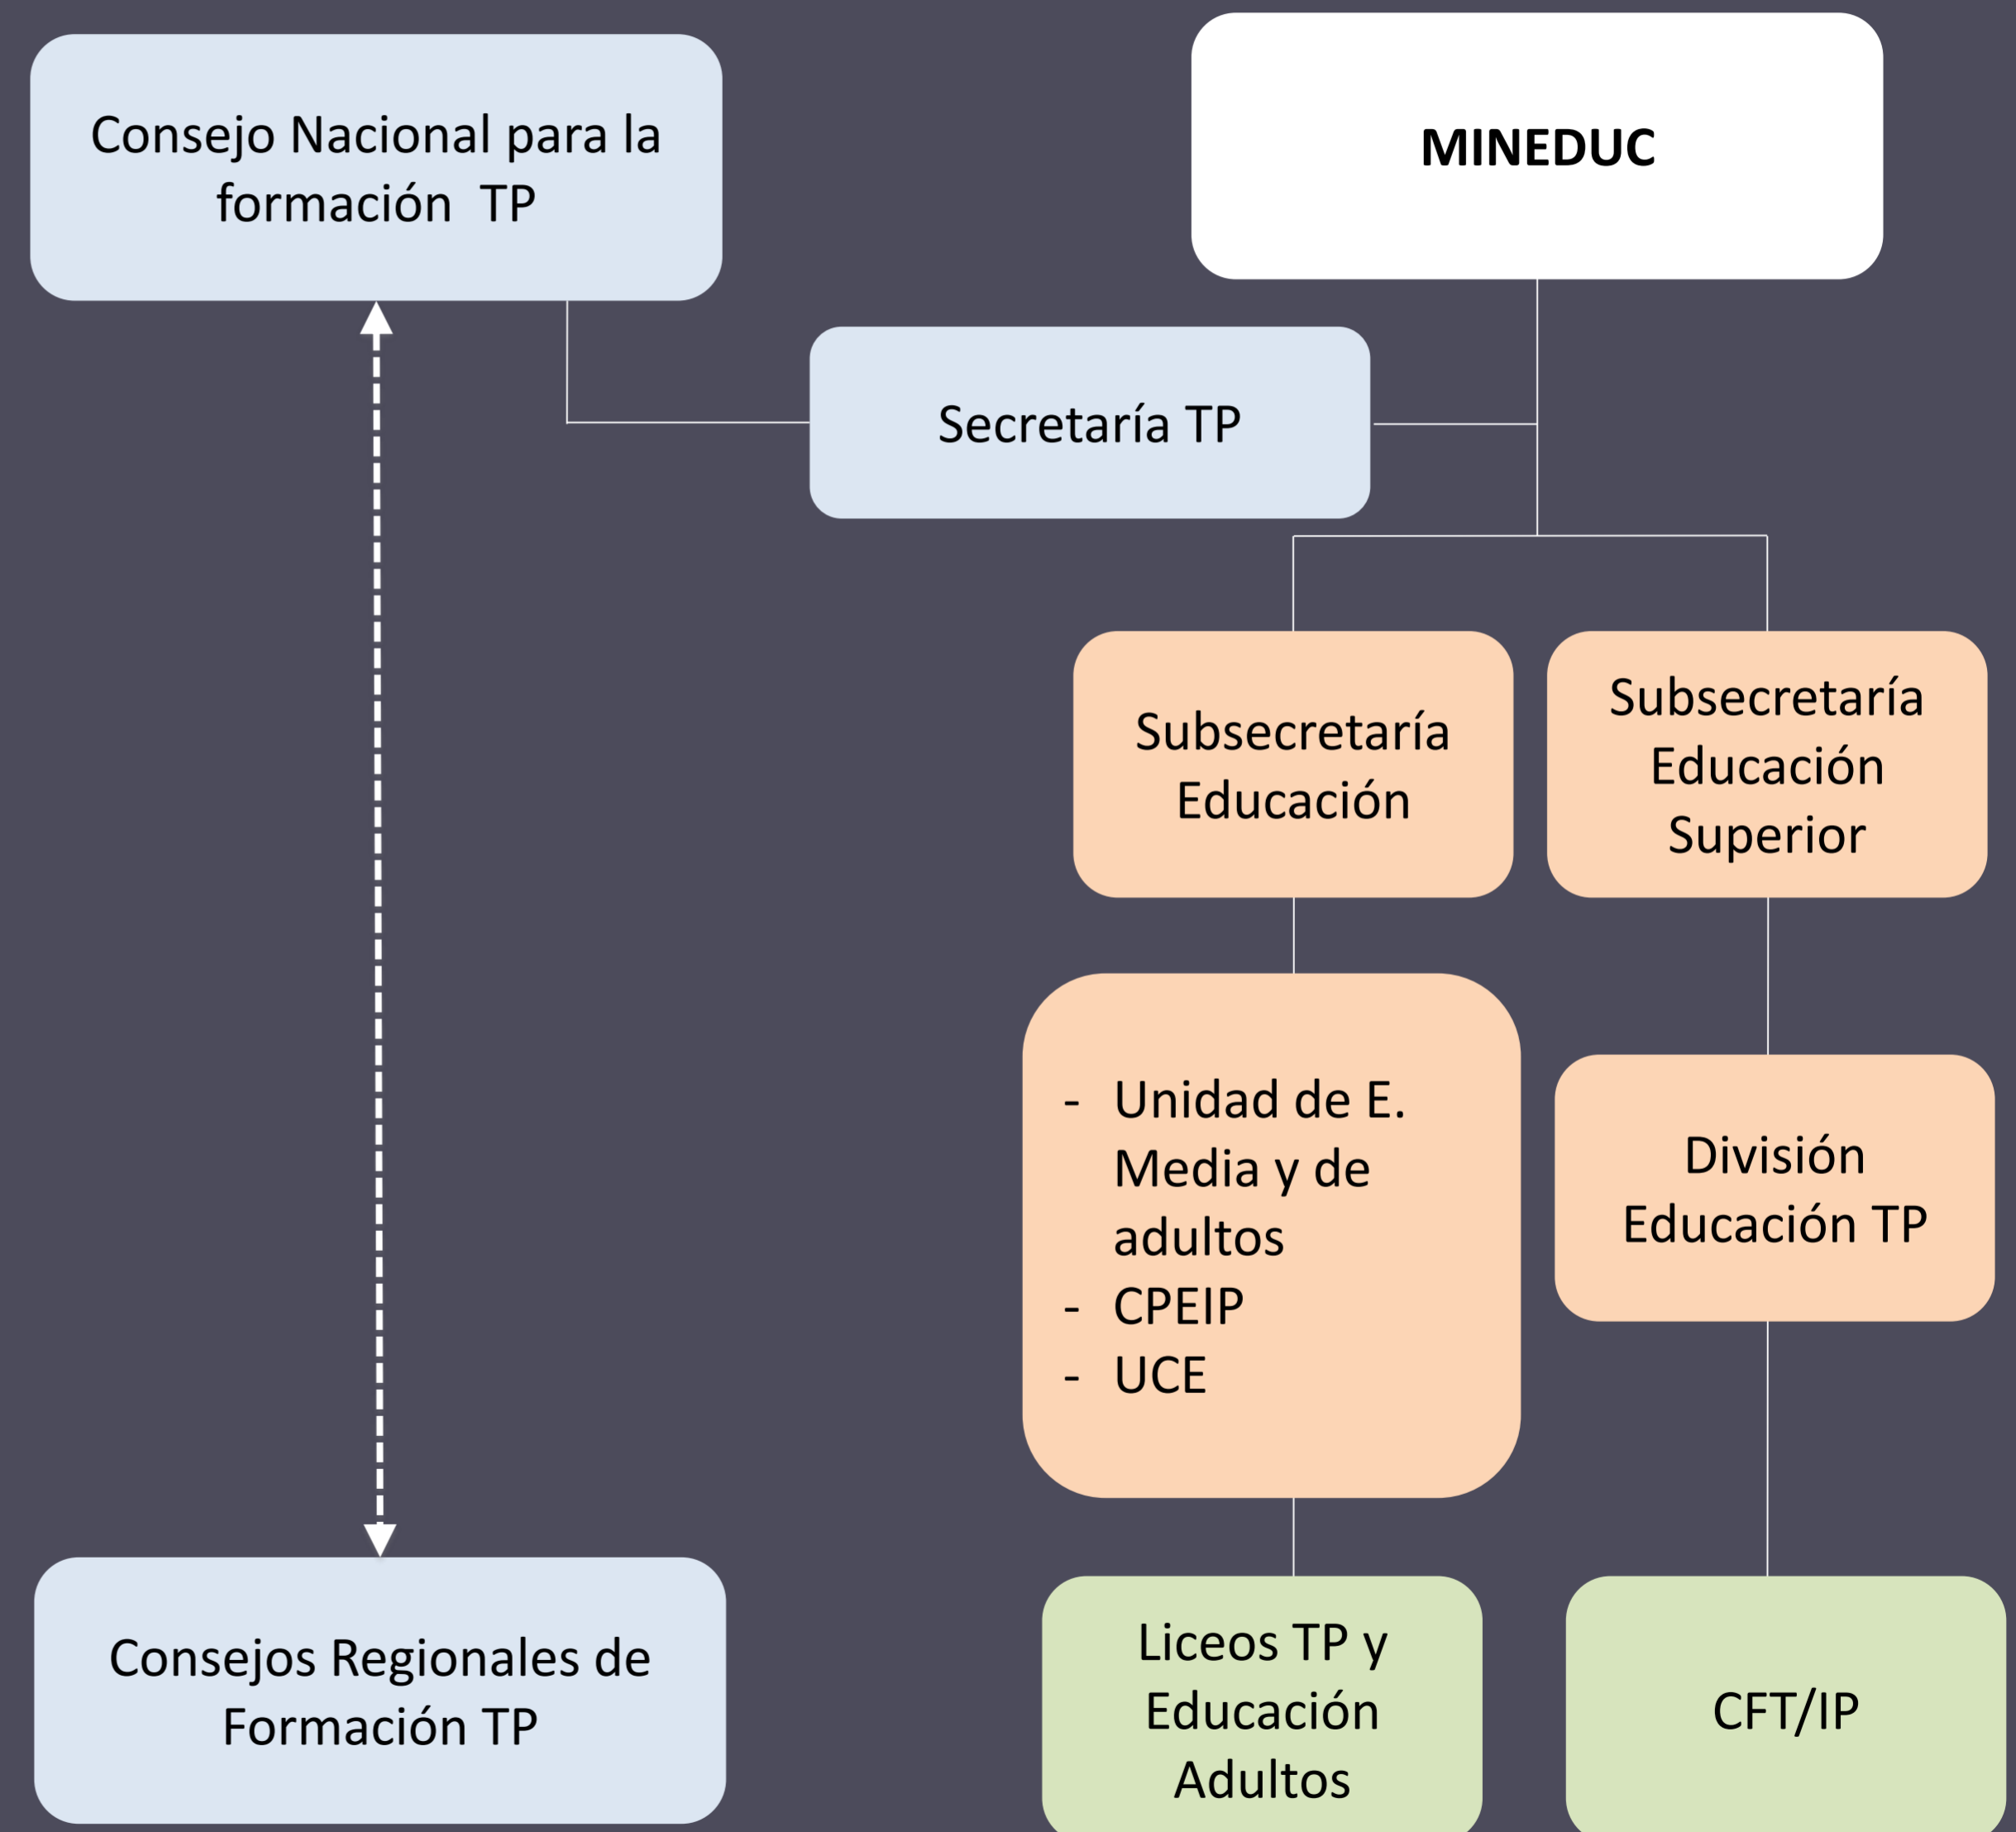 Consejo Nacional para la
formación TP
MINEDUC
Secretaría TP
Subsecretaría
Educación
Subsecretaría
Educación
Superior
- Unidad de E.
Media y de
adultos
- CPEIP
- UCE
División
Educación TP
Consejos Regionales de
Formación TP
Liceos TP y
Educación
Adultos
CFT/IP